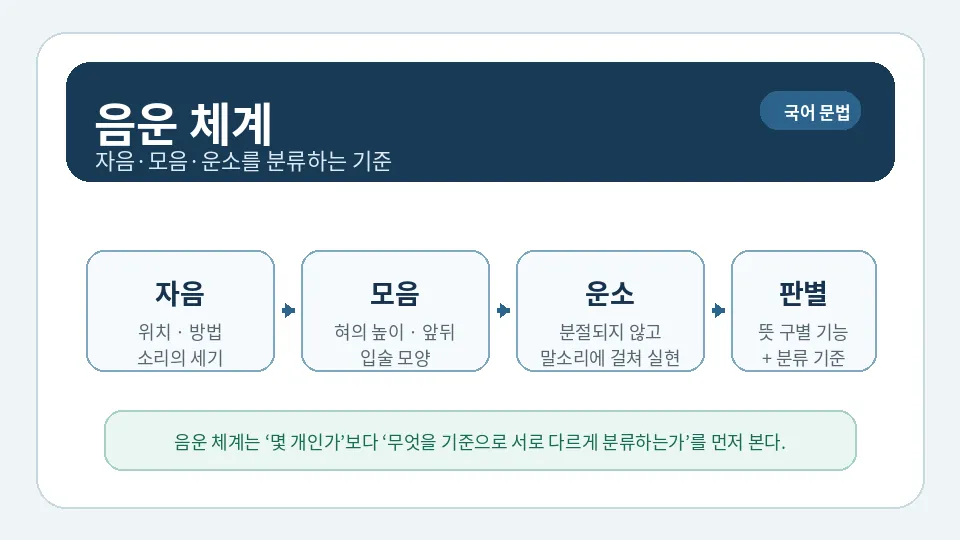 음운 체계
국어 문법
자음·모음·운소를 분류하는 기준
자음
위치 · 방법
소리의 세기
모음
혀의 높이 · 앞뒤
입술 모양
운소
분절되지 않고
말소리에 걸쳐 실현
판별
뜻 구별 기능
+ 분류 기준
음운 체계는 ‘몇 개인가’보다 ‘무엇을 기준으로 서로 다르게 분류하는가’를 먼저 본다.